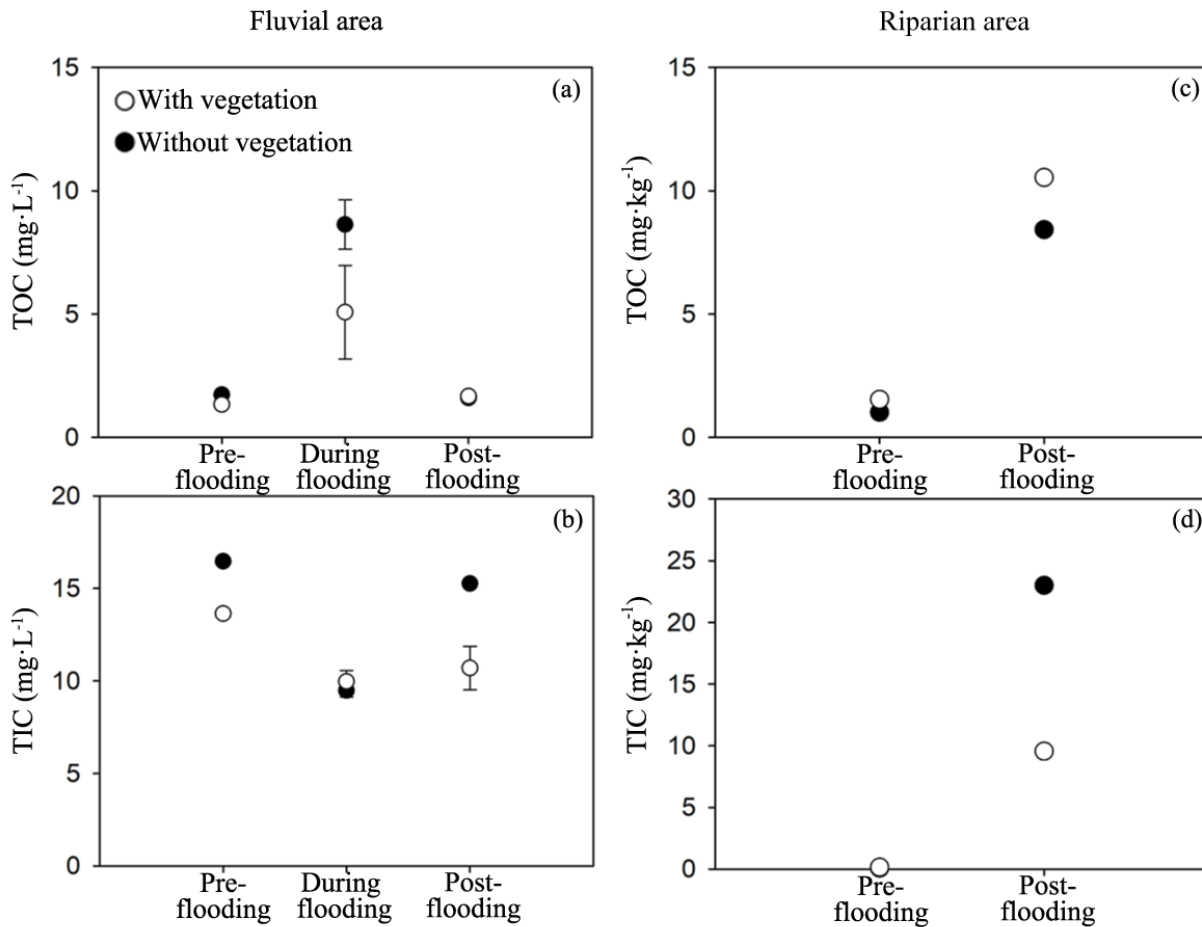 Fluvial area
Riparian area
15
10
5
0
TOC (mg·L⁻¹)
(a)
With vegetation
Without vegetation
Pre-
flooding
During
flooding
Post-
flooding
15
10
5
0
TOC (mg·kg⁻¹)
(c)
Pre-
flooding
Post-
flooding
20
15
10
5
0
TIC (mg·L⁻¹)
(b)
Pre-
flooding
During
flooding
Post-
flooding
30
25
20
15
10
5
0
TIC (mg·kg⁻¹)
(d)
Pre-
flooding
Post-
flooding